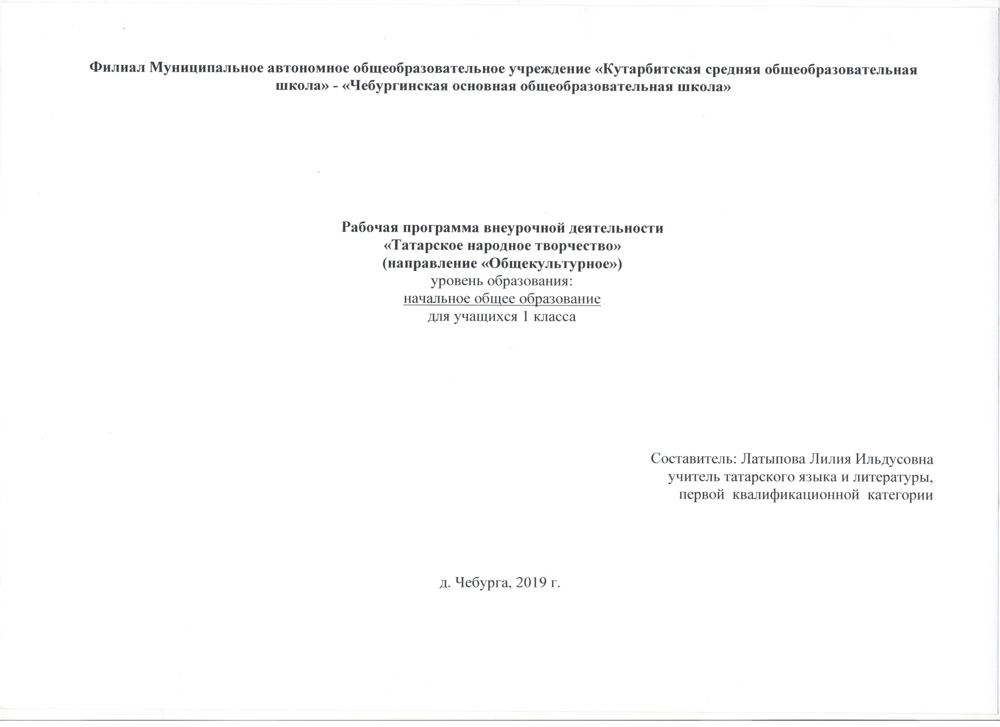 Филиал Муниципальное автономное общеобразовательное учреждение «Кутарбитская средняя общеобразовательная
школа» - «Чебургинская основная общеобразовательная школа»
Рабочая программа внеурочной деятельности
«Татарское народное творчество»
(направление «Общекультурное»)
уровень образования:
начальное общее образование
для учащихся 1 класса
Составитель: Латыпова Лилия Ильдусовна
учитель татарского языка и литературы,
первой квалификационной категории
д. Чебурга, 2019 г.